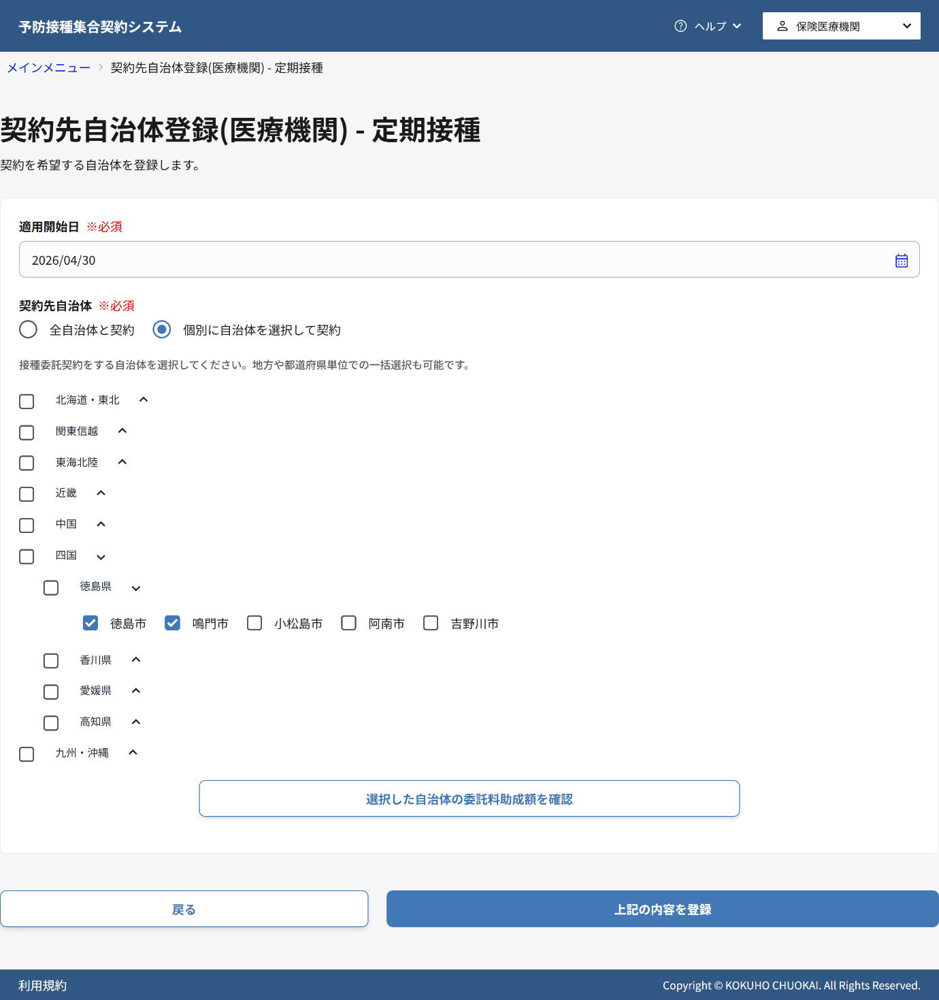 予防接種集合契約システム
ヘルプ
保険医療機関
メインメニュー > 契約先自治体登録(医療機関) - 定期接種
契約先自治体登録(医療機関) - 定期接種
契約を希望する自治体を登録します。
適用開始日 ※必須
2026/04/30
契約先自治体 ※必須
全自治体と契約 個別に自治体を選択して契約
接種委託契約をする自治体を選択してください。地方や都道府県単位での一括選択も可能です。
北海道・東北
関東信越
東海北陸
近畿
中国
四国
徳島県
徳島市 鳴門市 小松島市 阿南市 吉野川市
香川県
愛媛県
高知県
九州・沖縄
選択した自治体の委託料助成額を確認
戻る
上記の内容を登録
利用規約
Copyright © KOKUHO CHUOKAI. All Rights Reserved.